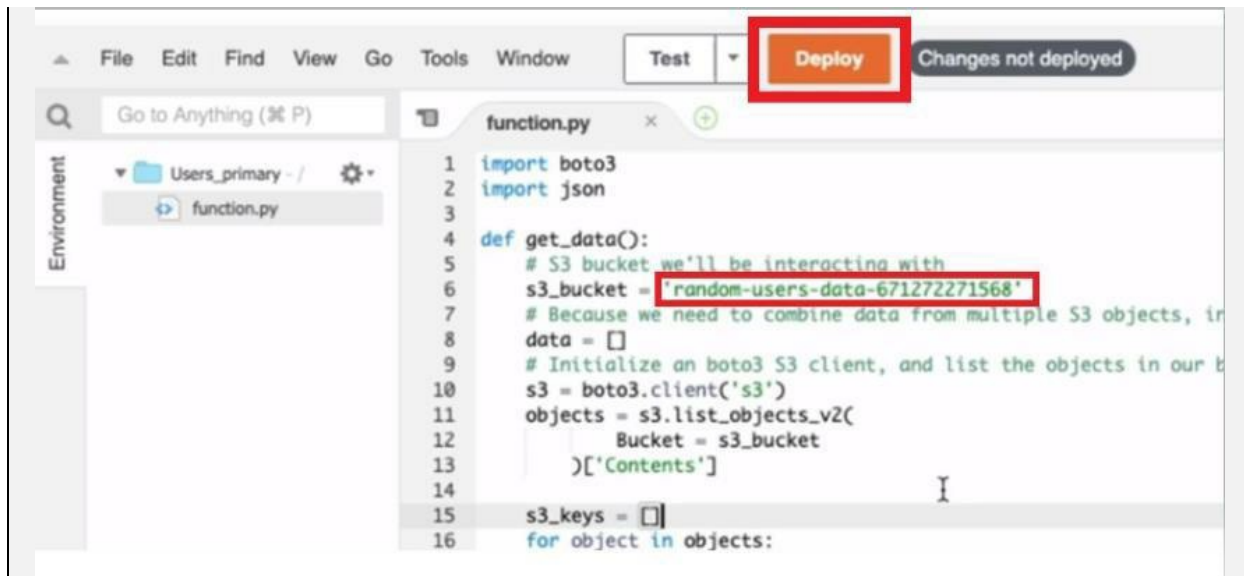 File Edit Find View Go Tools Window Test Deploy Changes not deployed
Go to Anything (⌘ P)
function.py
Environment
Users_primary - /
function.py
1 import boto3
2 import json
3
4 def get_data():
5 # S3 bucket we'll be interacting with
6 s3_bucket = 'random-users-data-671272271568'
7 # Because we need to combine data from multiple S3 objects,
8 data = []
9 # Initialize an boto3 S3 client, and list the objects in our
10 s3 = boto3.client('s3')
11 objects = s3.list_objects_v2(
12 Bucket = s3_bucket
13 )['Contents']
14
15 s3_keys = []
16 for object in objects: